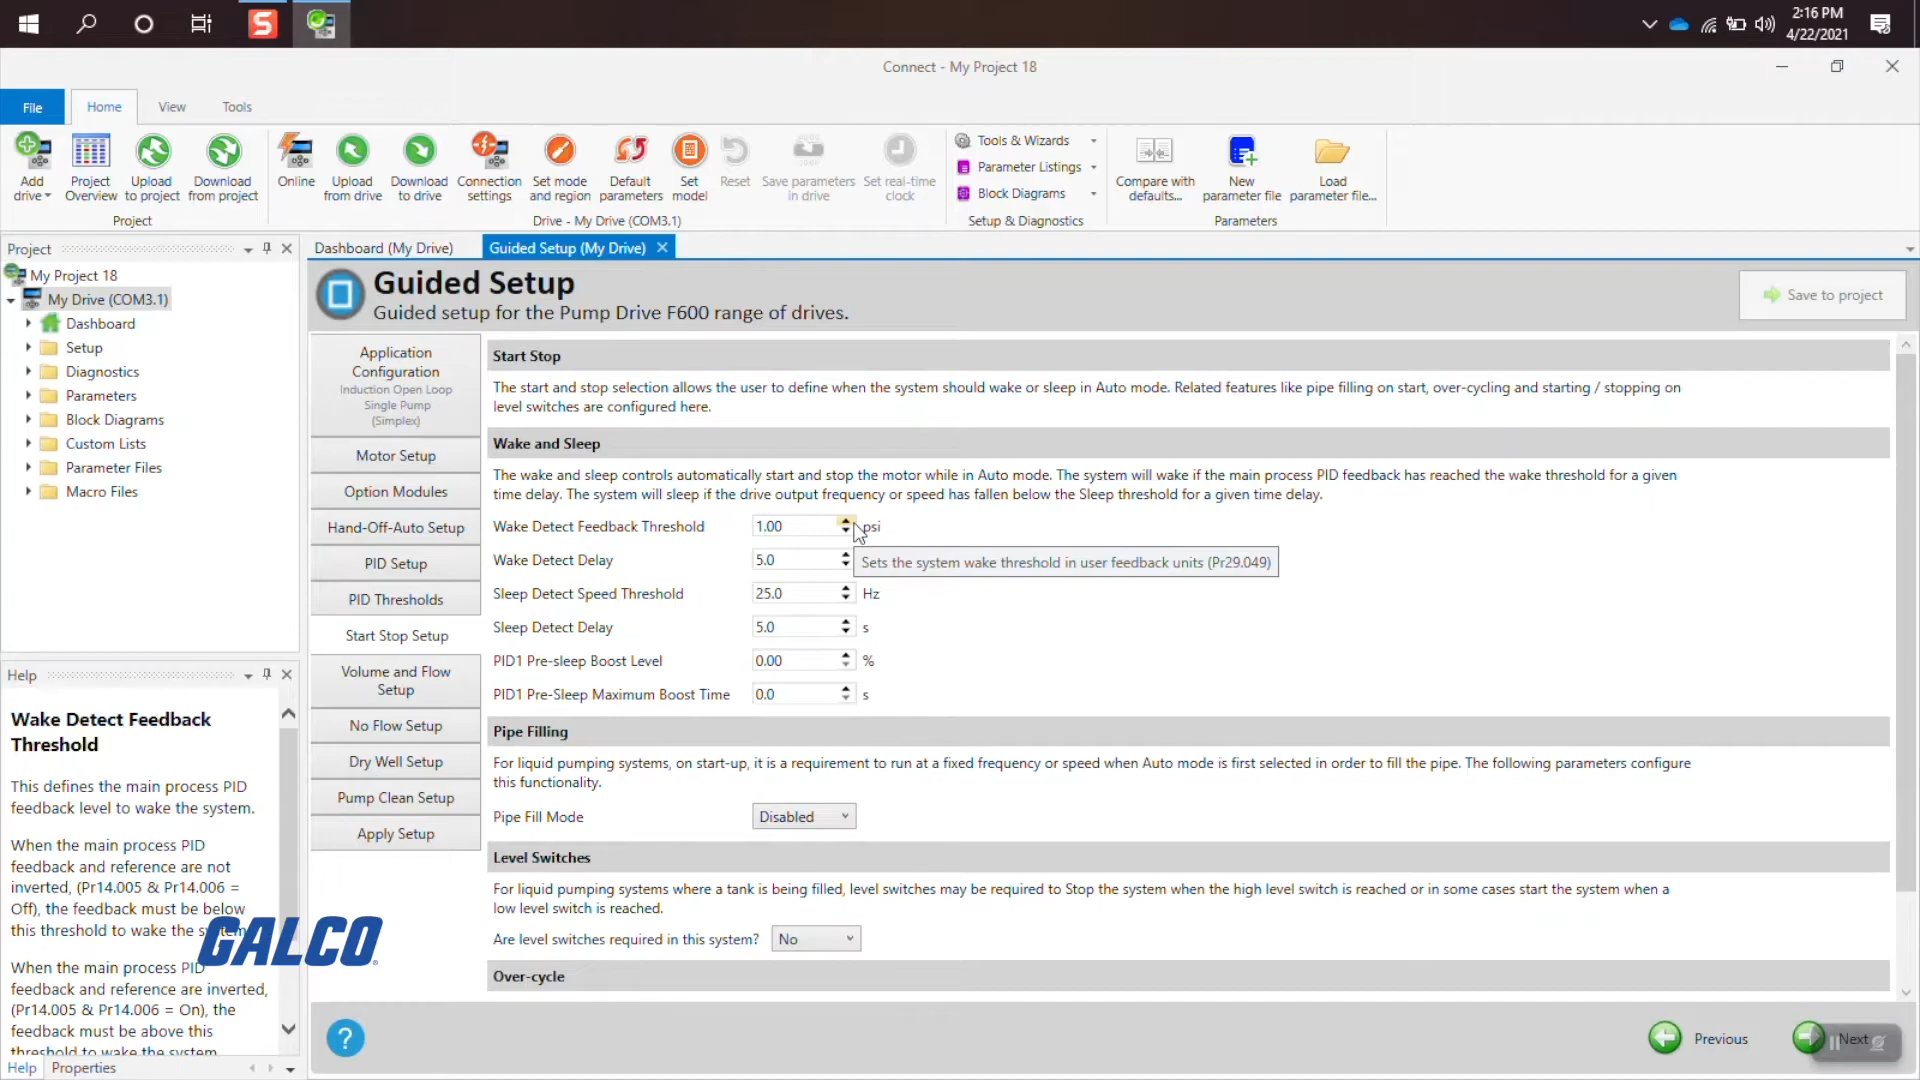 2:16 PM
4/22/2021
Connect - My Project 18
File
Home
View
Tools
Add
drive
Project
Overview
Upload
to project
Download
from project
Project
Online
Upload
from drive
Download
to drive
Connection
settings
Set mode
and region
Default
parameters
Set
model
Reset
Save parameters
in drive
Set real-time
clock
Drive - My Drive (COM3.1)
Tools & Wizards
Parameter Listings
Block Diagrams
Setup & Diagnostics
Compare with
defaults...
New
parameter file
Load
parameter file...
Parameters
Project
My Project 18
My Drive (COM3.1)
Dashboard
Setup
Diagnostics
Parameters
Block Diagrams
Custom Lists
Parameter Files
Macro Files
Help
Wake Detect Feedback
Threshold
This defines the main process PID
feedback level to wake the system.
When the main process PID
feedback and reference are not
inverted, (Pr14.005 & Pr14.006 =
Off), the feedback must be below
this threshold to wake the system
When the main process PID
feedback and reference are inverted,
(Pr14.005 & Pr14.006 = On), the
feedback must be above this
threshold to wake the system
Help
Properties
GALCO
Dashboard (My Drive)
Guided Setup (My Drive)
Guided Setup
Guided setup for the Pump Drive F600 range of drives.
Save to project
Application
Configuration
Induction Open Loop
Single Pump
(Simplex)
Motor Setup
Option Modules
Hand-Off-Auto Setup
PID Setup
PID Thresholds
Start Stop Setup
Volume and Flow
Setup
No Flow Setup
Dry Well Setup
Pump Clean Setup
Apply Setup
Start Stop
The start and stop selection allows the user to define when the system should wake or sleep in Auto mode. Related features like pipe filling on start, over-cycling and starting / stopping on
level switches are configured here.
Wake and Sleep
The wake and sleep controls automatically start and stop the motor while in Auto mode. The system will wake if the main process PID feedback has reached the wake threshold for a given
time delay. The system will sleep if the drive output frequency or speed has fallen below the Sleep threshold for a given time delay.
Wake Detect Feedback Threshold 1.00 psi
Wake Detect Delay 5.0
Sets the system wake threshold in user feedback units (Pr29.049)
Sleep Detect Speed Threshold 25.0 Hz
Sleep Detect Delay 5.0 s
PID1 Pre-sleep Boost Level 0.00 %
PID1 Pre-Sleep Maximum Boost Time 0.0 s
Pipe Filling
For liquid pumping systems, on start-up, it is a requirement to run at a fixed frequency or speed when Auto mode is first selected in order to fill the pipe. The following parameters configure
this functionality.
Pipe Fill Mode Disabled
Level Switches
For liquid pumping systems where a tank is being filled, level switches may be required to Stop the system when the high level switch is reached or in some cases start the system when a
low level switch is reached.
Are level switches required in this system? No
Over-cycle
?
Previous
Next